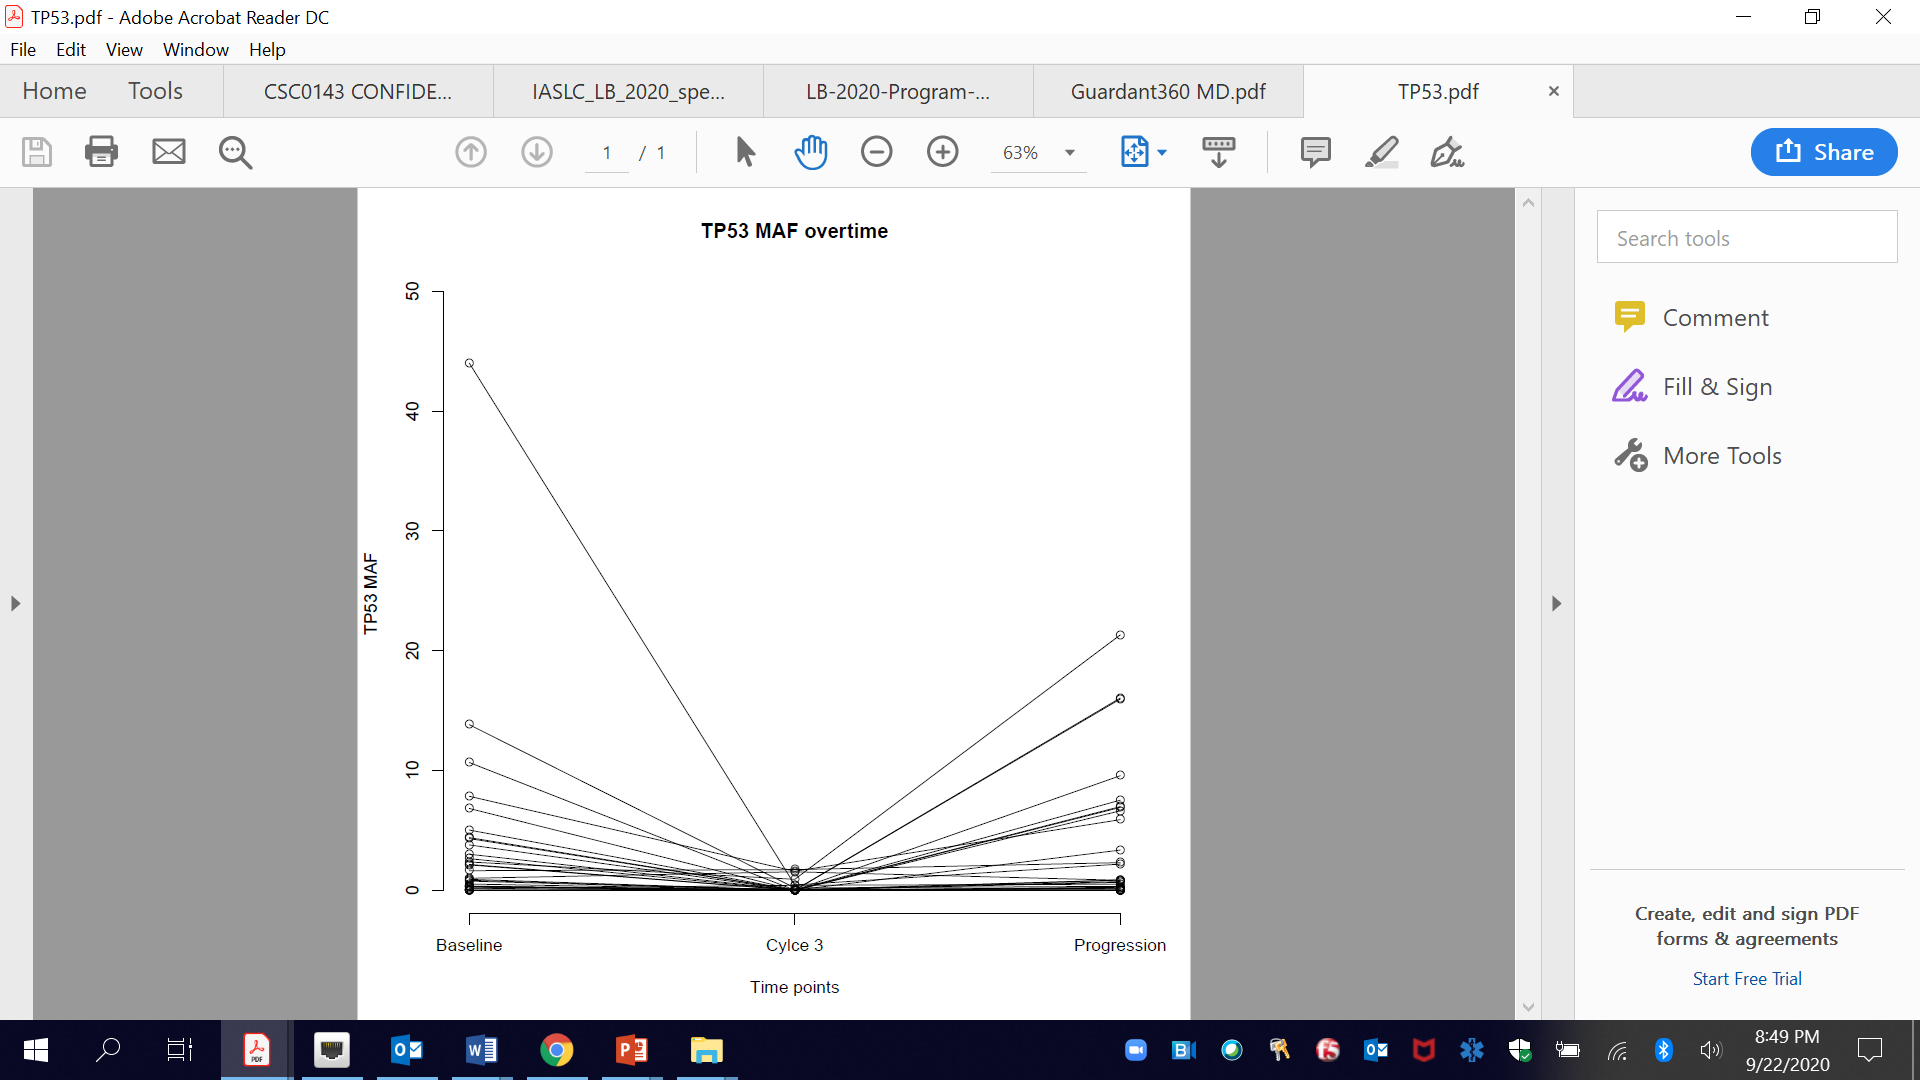 TP53.pdf - Adobe Acrobat Reader DC
File Edit View Window Help
Home Tools CSC0143 CONFIDE... IASLC_LB_2020_spe... LB-2020-Program-... Guardant360 MD.pdf TP53.pdf
1 / 1 63% Share
TP53 MAF overtime
50
40
30
20
10
0
TP53 MAF
Baseline Cylce 3 Progression
Time points
Search tools
Comment
Fill & Sign
More Tools
Create, edit and sign PDF
forms & agreements
Start Free Trial
8:49 PM
9/22/2020